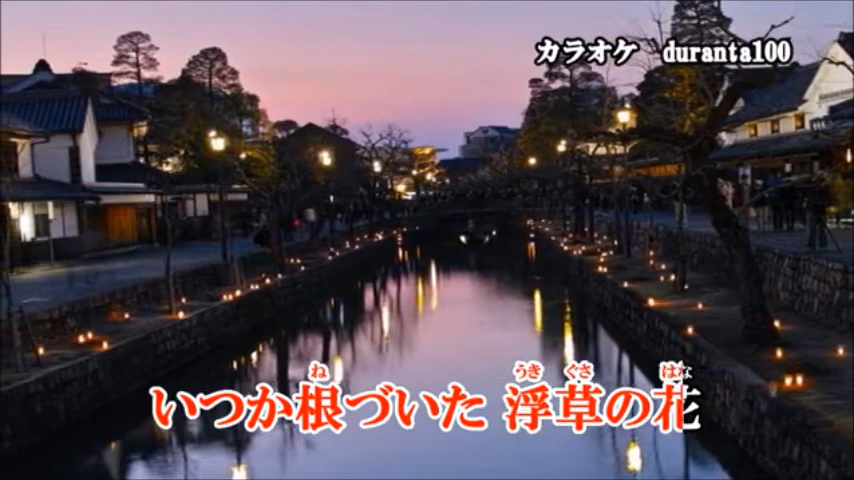 カラオケ　duranta100
ね　うき　ぐさ　はな
いつか根づいた 浮草の花